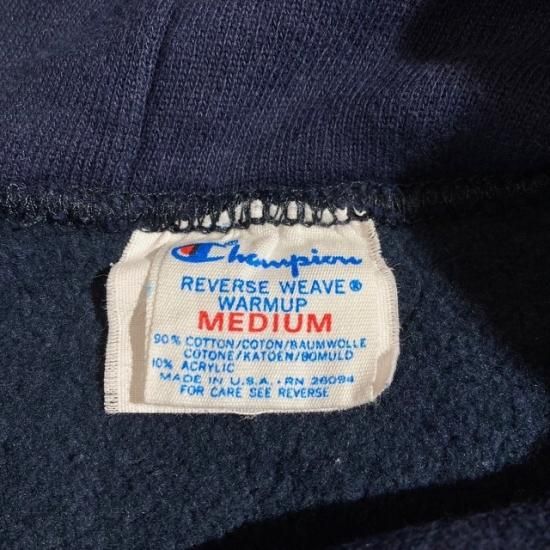 Champion
REVERSE WEAVE®
WARMUP
MEDIUM
90% COTTON/COTON/BAUMWOLLE
COTONE/KATOEN/BOMULD
10% ACRYLIC
MADE IN U.S.A. · RN 26094
FOR CARE SEE REVERSE